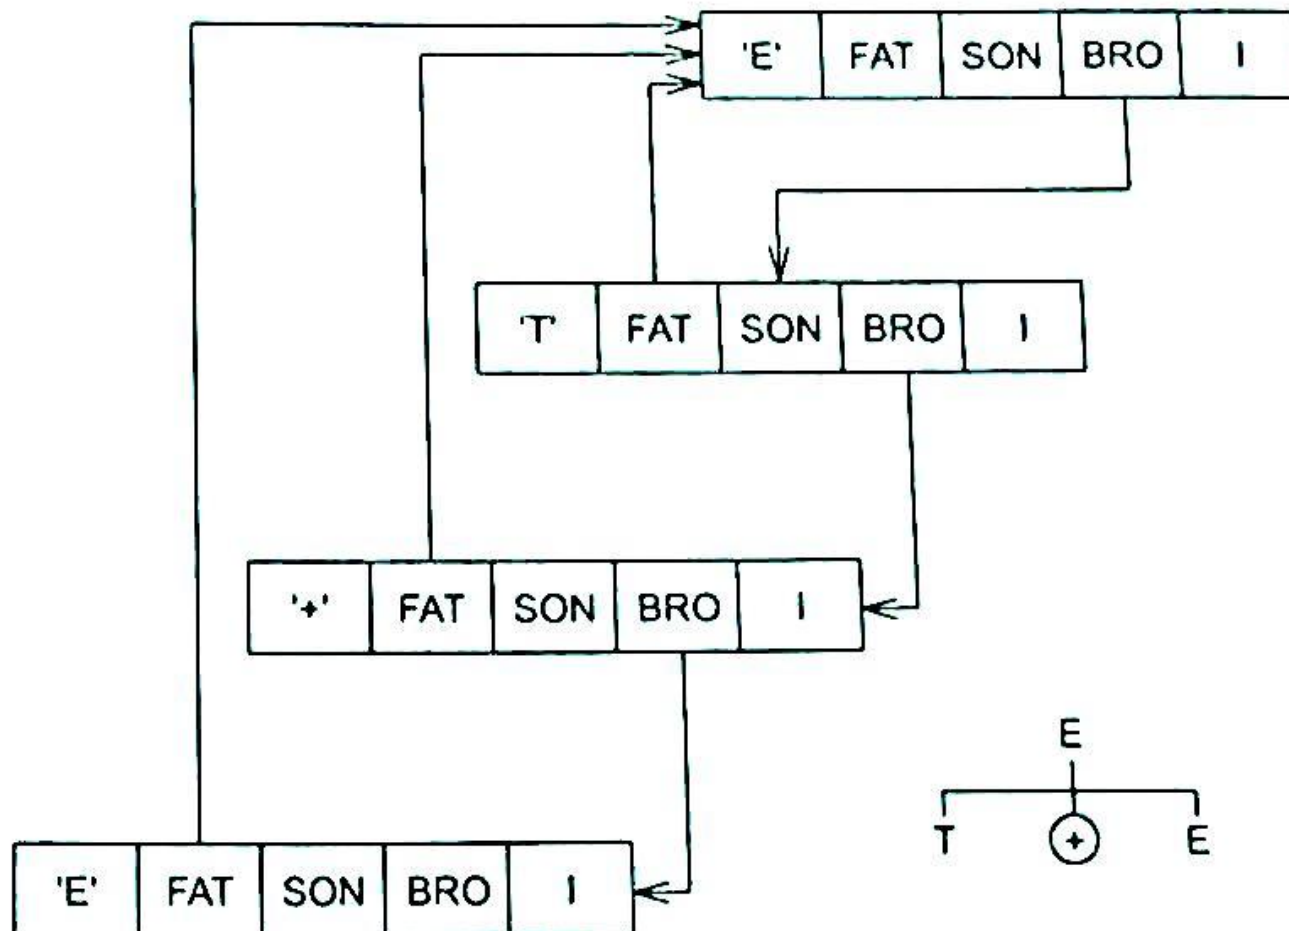 'E' FAT SON BRO I
'T' FAT SON BRO I
'+' FAT SON BRO I
E
T + E
'E' FAT SON BRO I